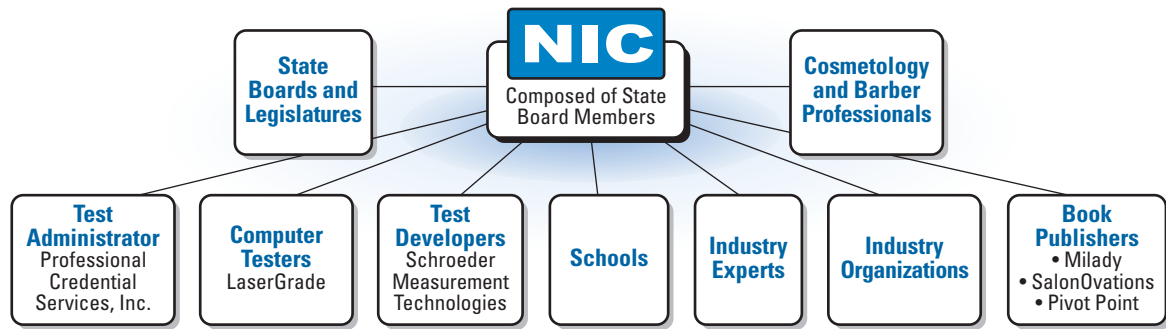 NIC
Composed of State
Board Members
State
Boards and
Legislatures
Cosmetology
and Barber
Professionals
Test
Administrator
Professional
Credential
Services, Inc.
Computer
Testers
LaserGrade
Test
Developers
Schroeder
Measurement
Technologies
Schools
Industry
Experts
Industry
Organizations
Book
Publishers
• Milady
• SalonOvations
• Pivot Point